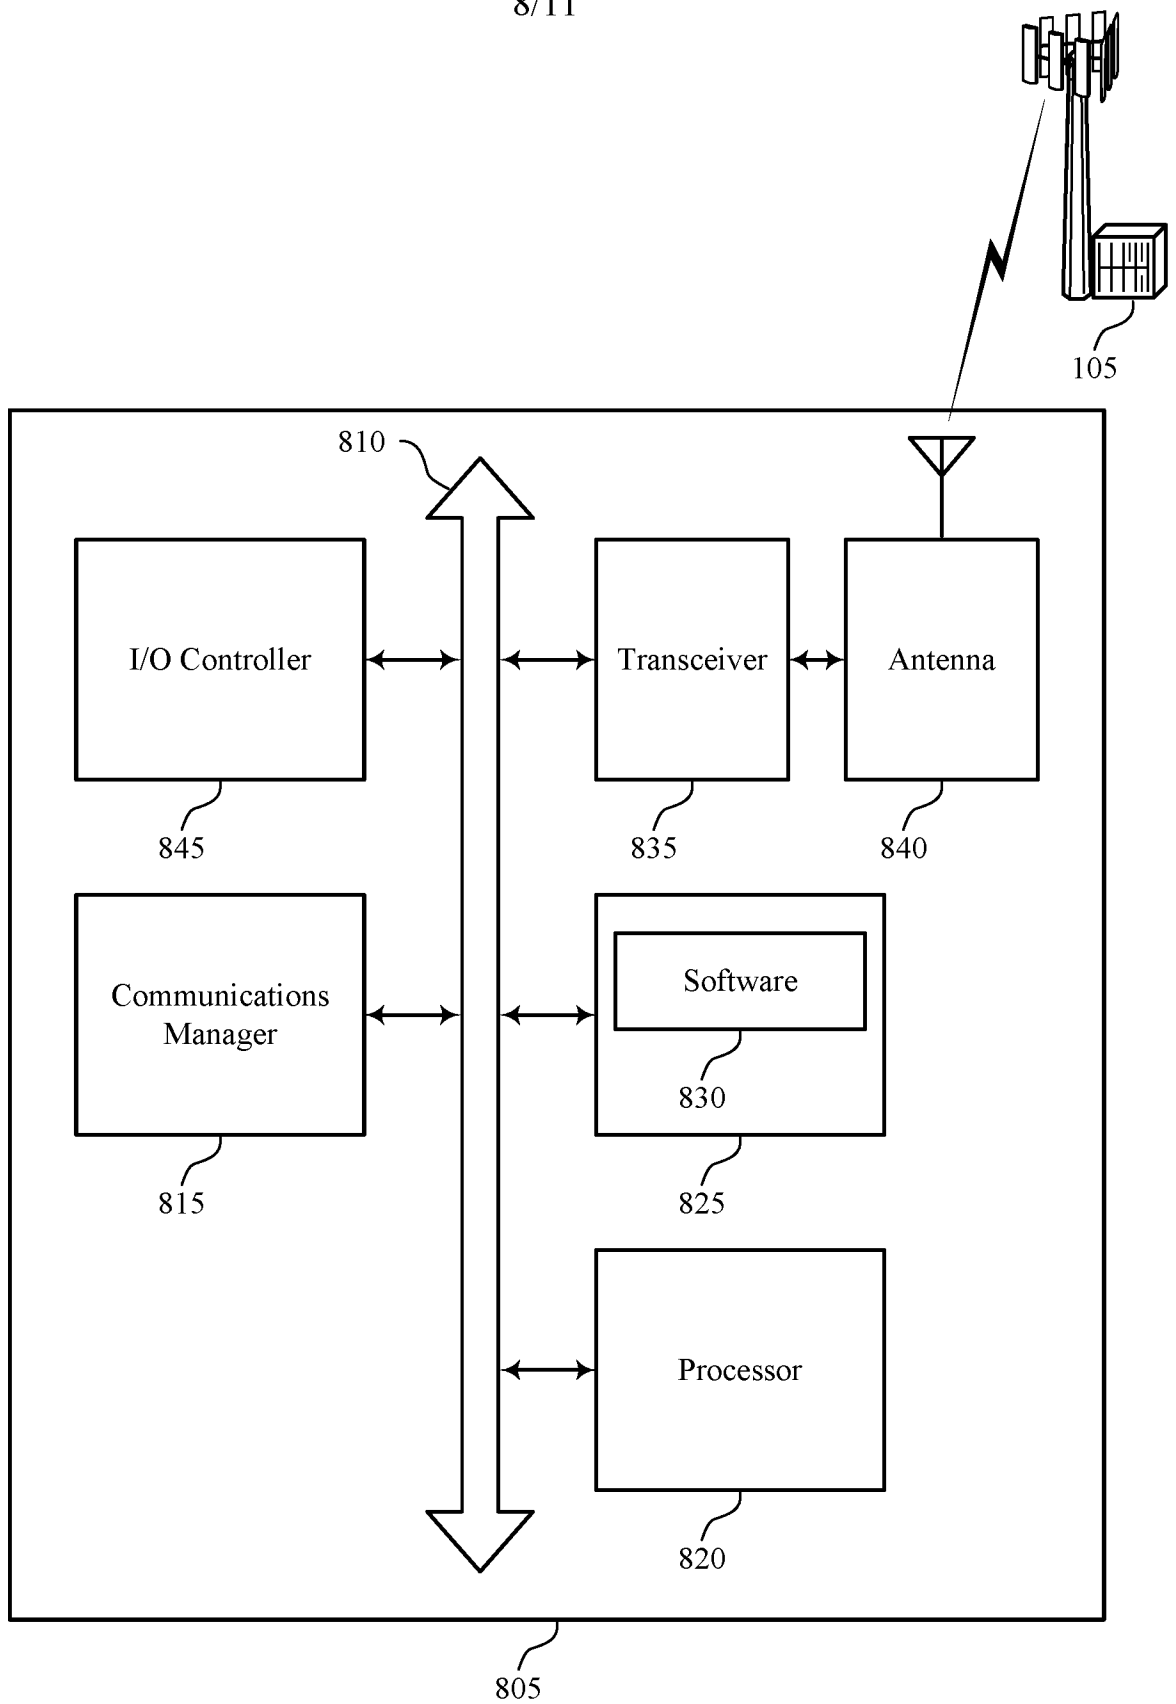 8/11
105
810
I/O Controller
Transceiver
Antenna
845
835
840
Communications
Manager
Software
830
815
825
Processor
820
805